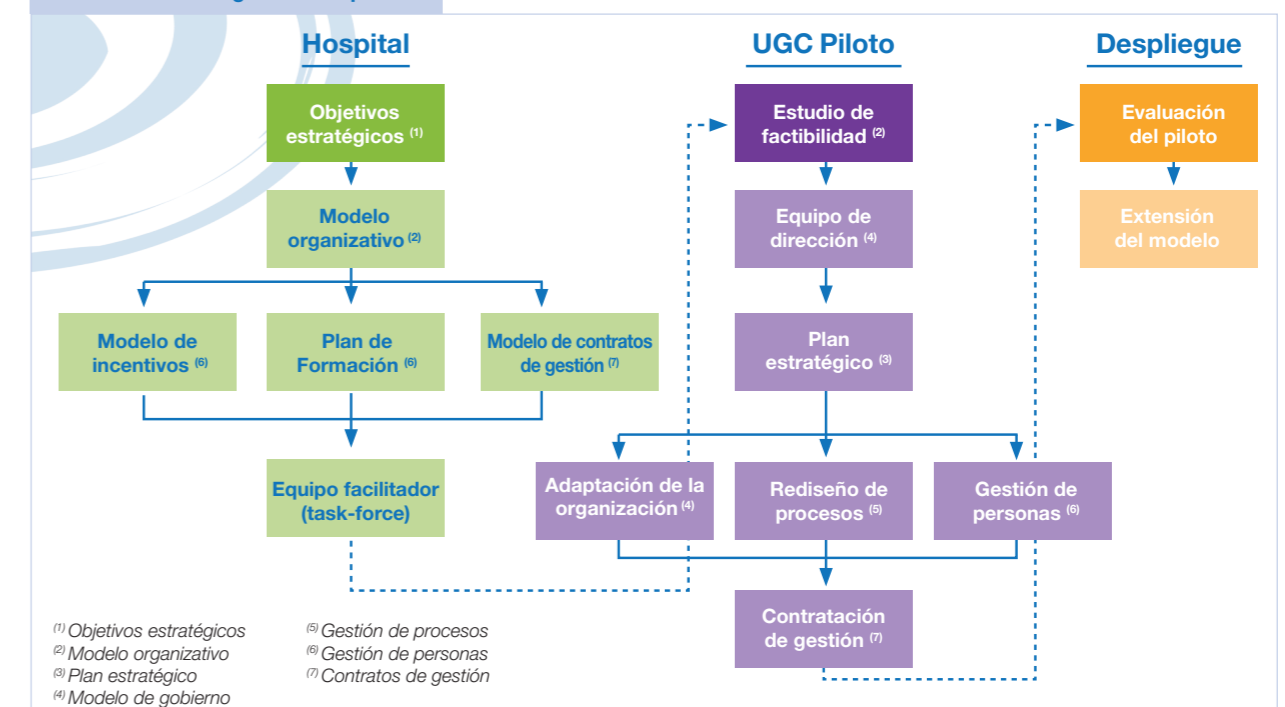 Hospital
Objetivos
estratégicos (1)
Modelo
organizativo (2)
Modelo de
incentivos (6)
Plan de
Formación (6)
Modelo de contratos
de gestión (7)
Equipo facilitador
(task-force)
UGC Piloto
Estudio de
factibilidad (2)
Equipo de
dirección (4)
Plan
estratégico (3)
Adaptación de la
organización (4)
Rediseño de
procesos (5)
Gestión de
personas (6)
Contratación
de gestión (7)
Despliegue
Evaluación
del piloto
Extensión
del modelo
(1) Objetivos estratégicos
(2) Modelo organizativo
(3) Plan estratégico
(4) Modelo de gobierno
(5) Gestión de procesos
(6) Gestión de personas
(7) Contratos de gestión